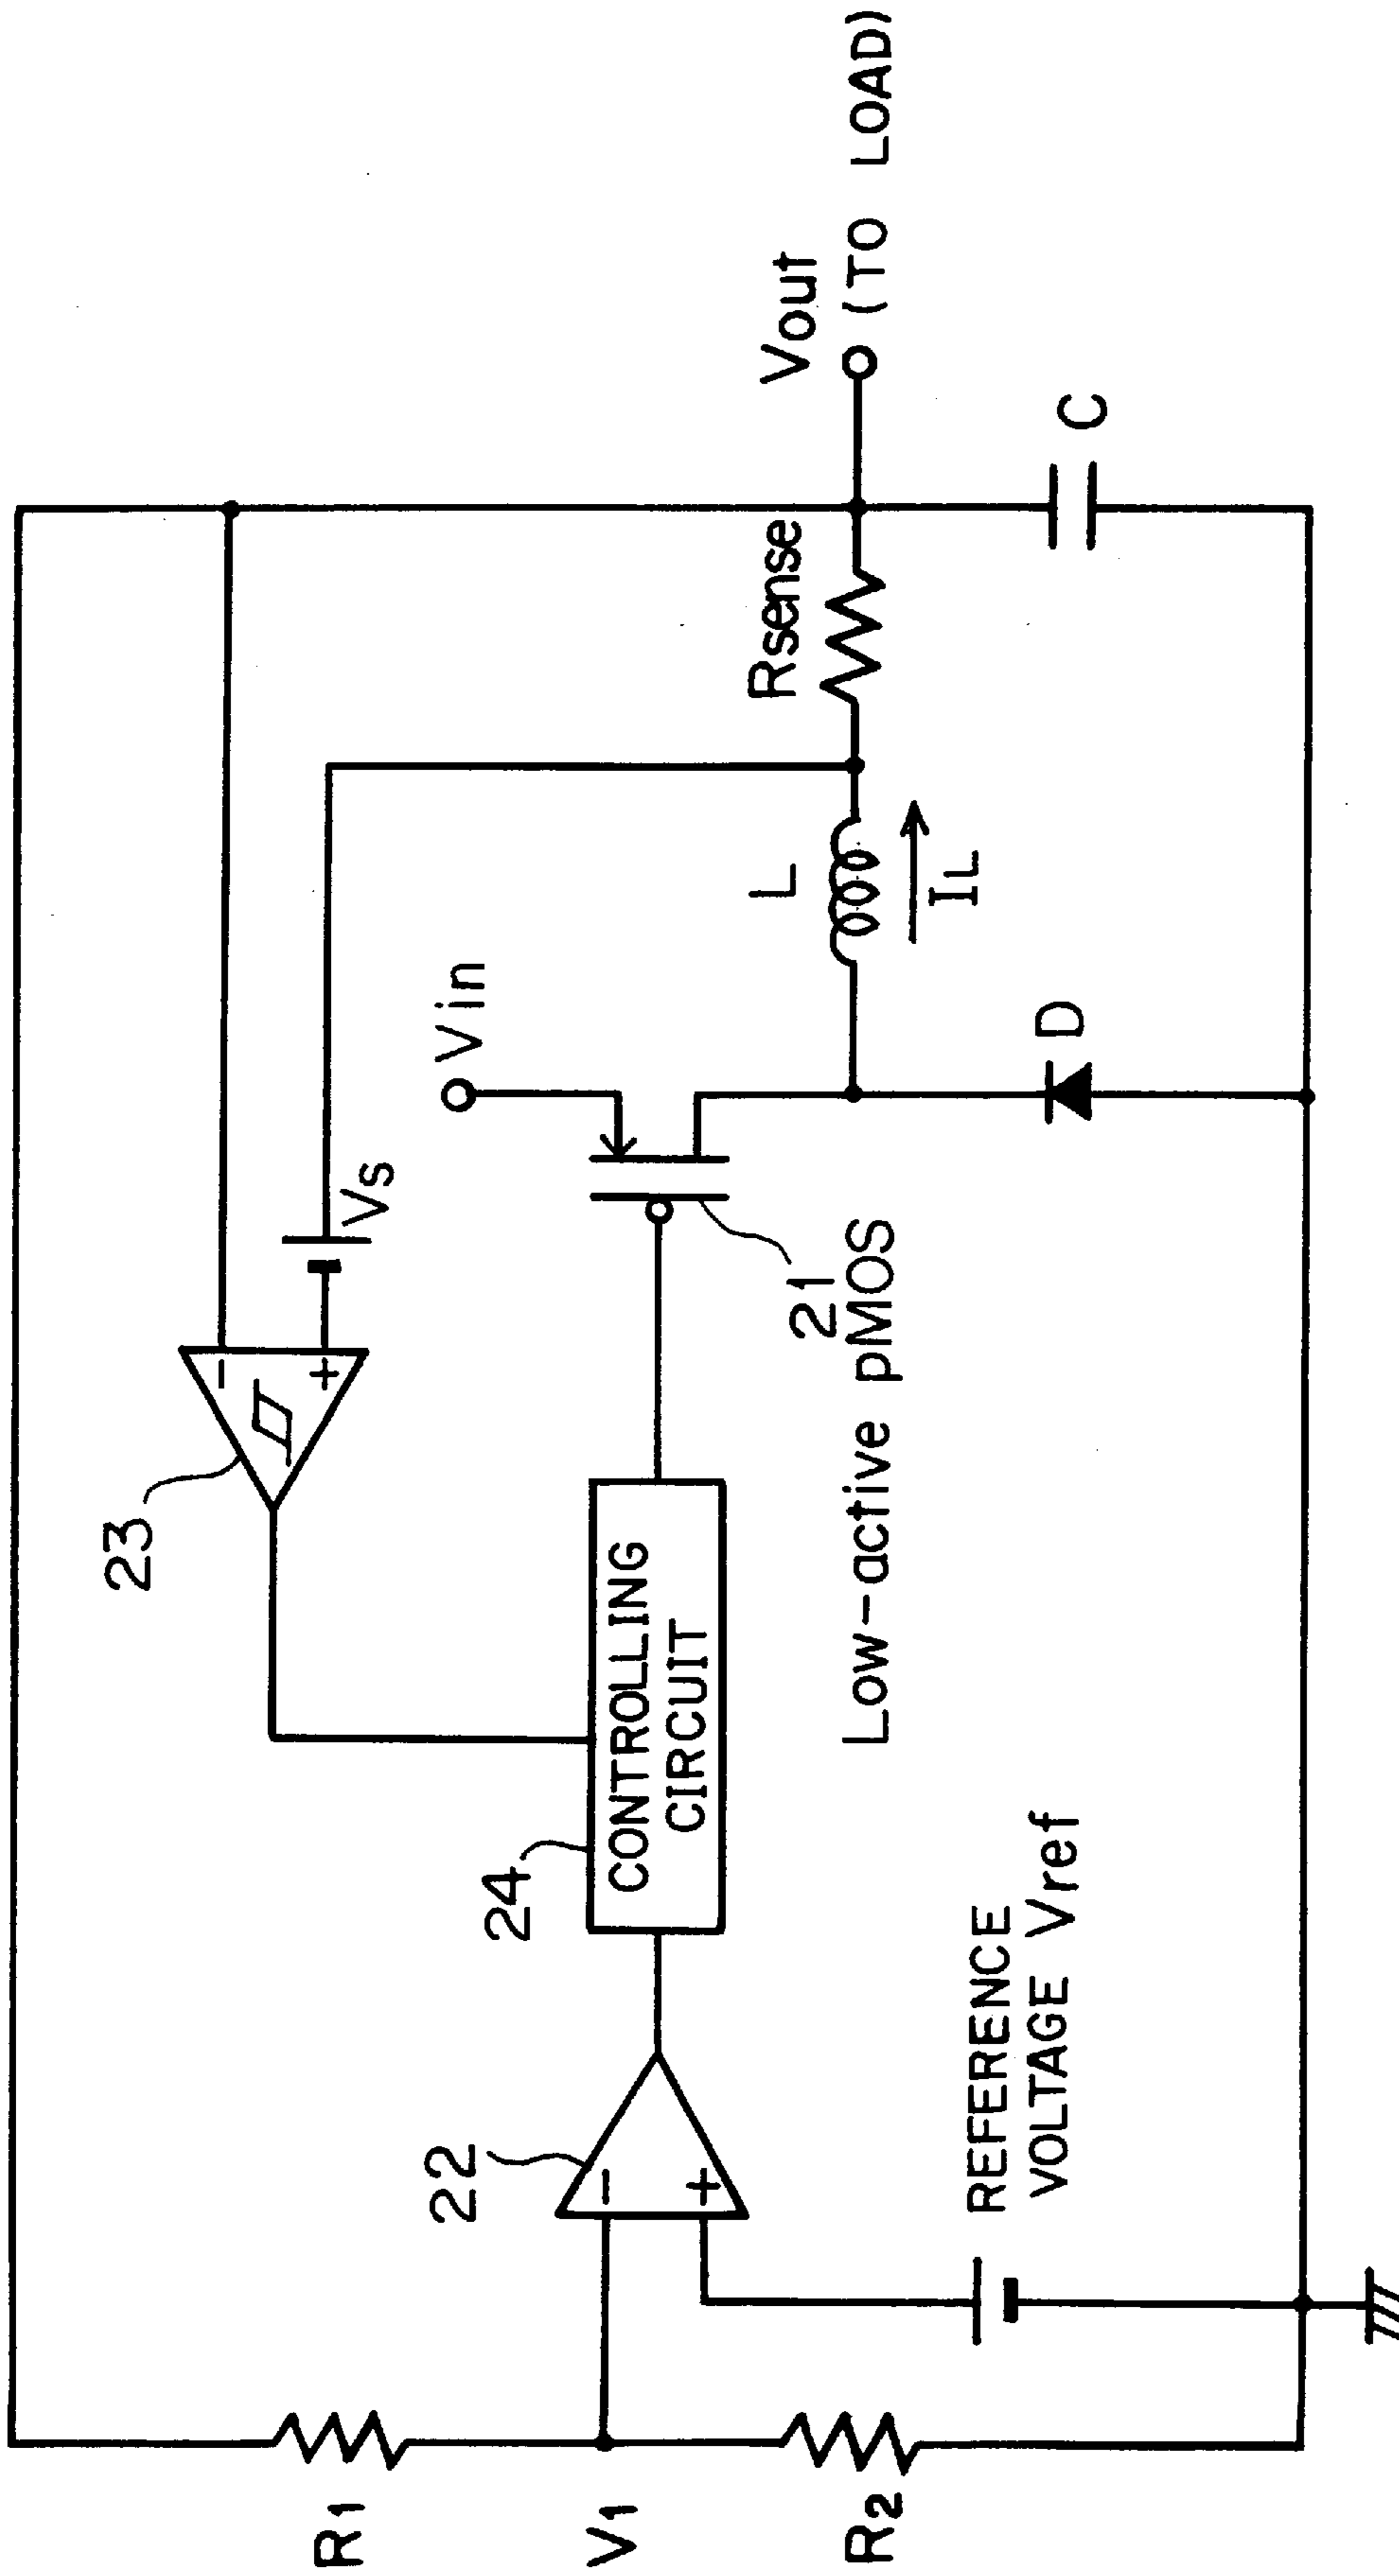 23
Vs
Vin
Vout
(TO LOAD)
R1
V1
R2
22
-
+
24
CONTROLLING
CIRCUIT
-
+
21
Low-active pMOS
L
IL
Rsense
D
C
REFERENCE
VOLTAGE Vref